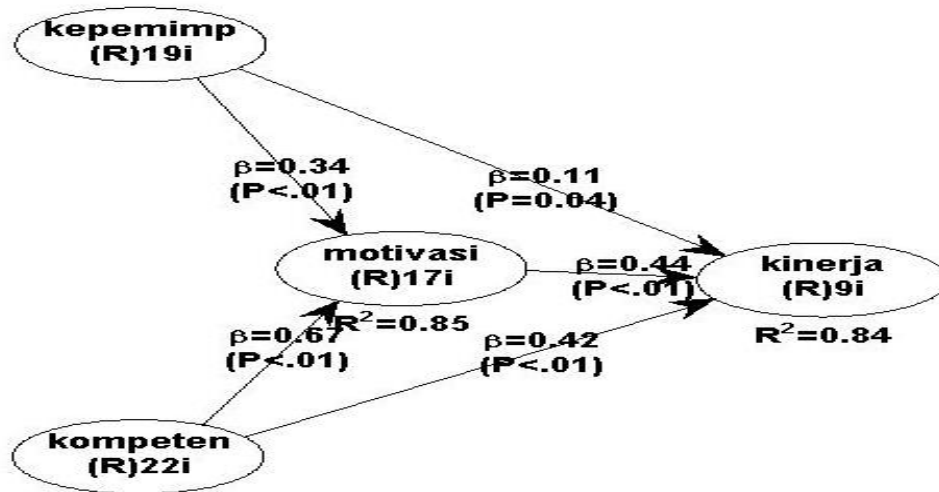 kepemimp
(R)19i
β=0.34
(P<.01)
β=0.11
(P=0.04)
motivasi
(R)17i
R²=0.85
β=0.44
(P<.01)
kinerja
(R)9i
R²=0.84
β=0.67
(P<.01)
β=0.42
(P<.01)
kompeten
(R)22i